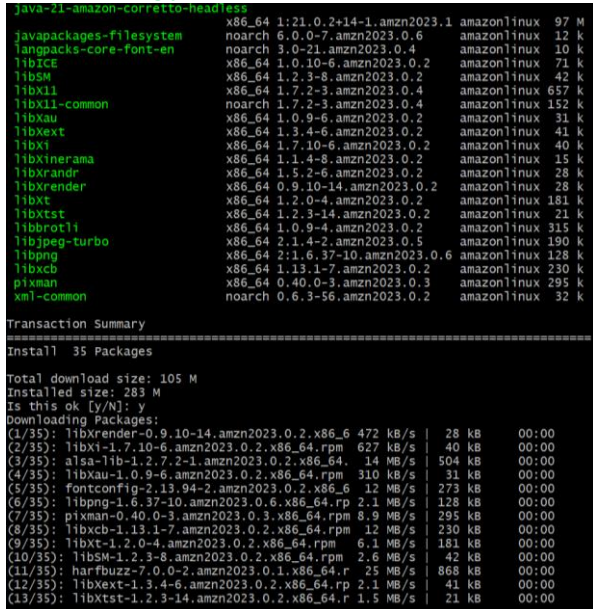 java-21-amazon-corretto-headless
x86_64 1:21.0.2+14-1.amzn2023.1 amazonlinux 97 M
javapackages-filesystem noarch 6.0.0-7.amzn2023.0.6 amazonlinux 12 k
langpacks-core-font-en noarch 3.0-21.amzn2023.0.4 amazonlinux 10 k
libICE x86_64 1.0.10-6.amzn2023.0.2 amazonlinux 71 k
libSM x86_64 1.2.3-8.amzn2023.0.2 amazonlinux 42 k
libX11 x86_64 1.7.2-3.amzn2023.0.4 amazonlinux 657 k
libX11-common noarch 1.7.2-3.amzn2023.0.4 amazonlinux 152 k
libXau x86_64 1.0.9-6.amzn2023.0.2 amazonlinux 31 k
libXext x86_64 1.3.4-6.amzn2023.0.2 amazonlinux 41 k
libXi x86_64 1.7.10-6.amzn2023.0.2 amazonlinux 40 k
libXinerama x86_64 1.1.4-8.amzn2023.0.2 amazonlinux 15 k
libXrandr x86_64 1.5.2-6.amzn2023.0.2 amazonlinux 28 k
libXrender x86_64 0.9.10-14.amzn2023.0.2 amazonlinux 28 k
libXt x86_64 1.2.0-4.amzn2023.0.2 amazonlinux 181 k
libXtst x86_64 1.2.3-14.amzn2023.0.2 amazonlinux 21 k
libbrotli x86_64 1.0.9-4.amzn2023.0.2 amazonlinux 315 k
libjpeg-turbo x86_64 2.1.4-2.amzn2023.0.5 amazonlinux 190 k
libpng x86_64 2:1.6.37-10.amzn2023.0.6 amazonlinux 128 k
libxcb x86_64 1.13.1-7.amzn2023.0.2 amazonlinux 230 k
pixman x86_64 0.40.0-3.amzn2023.0.3 amazonlinux 295 k
xml-common noarch 0.6.3-56.amzn2023.0.2 amazonlinux 32 k
Transaction Summary
================================================================================
Install 35 Packages
Total download size: 105 M
Installed size: 283 M
Is this ok [y/N]: y
Downloading Packages:
(1/35): libXrender-0.9.10-14.amzn2023.0.2.x86_6 472 kB/s | 28 kB 00:00
(2/35): libXi-1.7.10-6.amzn2023.0.2.x86_64.rpm 627 kB/s | 40 kB 00:00
(3/35): alsa-lib-1.2.7.2-1.amzn2023.0.2.x86_64. 14 MB/s | 504 kB 00:00
(4/35): libXau-1.0.9-6.amzn2023.0.2.x86_64.rpm 310 kB/s | 31 kB 00:00
(5/35): fontconfig-2.13.94-2.amzn2023.0.2.x86_6 12 MB/s | 273 kB 00:00
(6/35): libpng-1.6.37-10.amzn2023.0.6.x86_64.rp 2.1 MB/s | 128 kB 00:00
(7/35): pixman-0.40.0-3.amzn2023.0.3.x86_64.rpm 8.9 MB/s | 295 kB 00:00
(8/35): libxcb-1.13.1-7.amzn2023.0.2.x86_64.rpm 12 MB/s | 230 kB 00:00
(9/35): libXt-1.2.0-4.amzn2023.0.2.x86_64.rpm 6.1 MB/s | 181 kB 00:00
(10/35): libSM-1.2.3-8.amzn2023.0.2.x86_64.rpm 2.6 MB/s | 42 kB 00:00
(11/35): harfbuzz-7.0.0-2.amzn2023.0.1.x86_64.r 25 MB/s | 868 kB 00:00
(12/35): libXext-1.3.4-6.amzn2023.0.2.x86_64.rp 2.1 MB/s | 41 kB 00:00
(13/35): libXtst-1.2.3-14.amzn2023.0.2.x86_64.r 1.5 MB/s | 21 kB 00:00